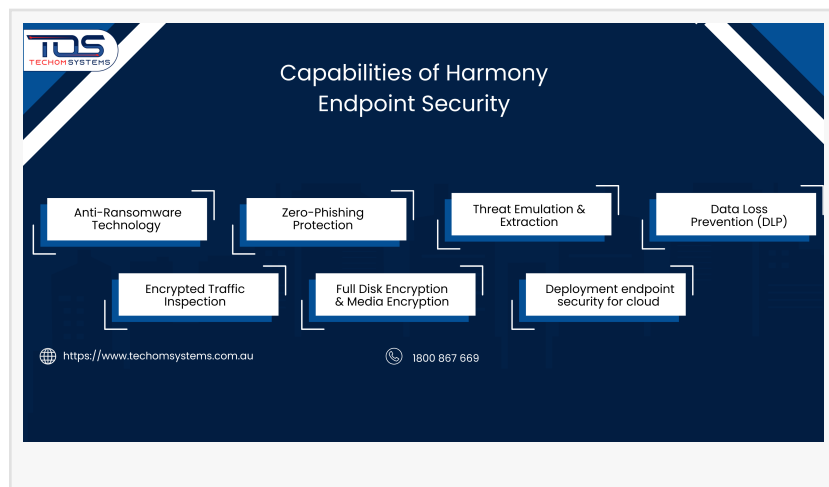 TOS
TECHOM SYSTEMS
Capabilities of Harmony
Endpoint Security
Anti-Ransomware
Technology
Zero-Phishing
Protection
Threat Emulation &
Extraction
Data Loss
Prevention (DLP)
Encrypted Traffic
Inspection
Full Disk Encryption
& Media Encryption
Deployment endpoint
security for cloud
https://www.techomsystems.com.au
1800 867 669